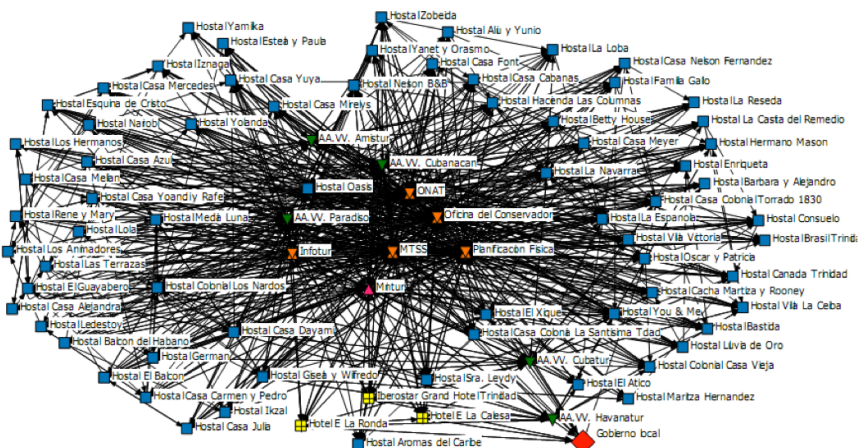 Hostal Zobeida
Hostal Yamilka
Hostal Alu y Yunio
Hostal Estela y Paula
Hostal Yanet y Orasmo
Hostal La Loba
Hostal Iznaga
Hostal Casa Font
Hostal Casa Nelson Fernandez
Hostal Casa Mercedes
Hostal Casa Yuya
Hostal Nelson B&B
Hostal Casa Cabanas
Hostal Familia Gallo
Hostal Esquina de Cristo
Hostal Casa Mirelys
Hostal Hacienda Las Columnas
Hostal La Reseda
Hostal Nairobi
Hostal Yolanda
Hostal Betty House
Hostal La Casta del Remedio
Hostal Los Hermanos
AA.VV. Amistur
Hostal Casa Meyer
Hostal Hermano Mason
Hostal Casa Azul
AA.VV. Cubanacan
Hostal La Navarra
Hostal Enriqueta
Hostal Casa Melan
Hostal Oasis
ONAT
Hostal Barbara y Alejandro
Hostal Casa Yoandi y Rafe
Hostal Casa Colonial Torrado 1830
Hostal Rene y Mary
Hostal Media Luna
AA.VV. Paradiso
Oficina del Conservador
Hostal La Espanola
Hostal Consuelo
Hostal Lola
Hostal Villa Victoria
Hostal Brasil Trinid
Hostal Los Animadores
Infotur
MTSS
Planificacion Fisica
Hostal Oscar y Patricia
Hostal Las Terrazas
Hostal Canada Trinidad
Hostal El Guayabero
Hostal Colonial Los Nardos
Mintur
Hostal Cacha Maritza y Rooney
Hostal Casa Alejandra
Hostal El Xique
Hostal You & Me
Hostal Villa La Ceiba
Hostal Ledestoy
Hostal Casa Dayami
Hostal Casa Colonial La Santisima Tdad
Hostal Bastida
Hostal Balcon del Habano
Hostal Lluvia de Oro
Hostal German
AA.VV. Cubatur
Hostal Colonial Casa Vieja
Hostal El Balcon
Hostal Gisela y Wilfredo
Hostal Sra. Leydy
Hostal El Atico
Hostal Casa Carmen y Pedro
Iberostar Grand Hotel Trinidad
Hostal Maritza Hernandez
Hostal Ikzal
Hotel E La Calesa
AA.VV. Havanatur
Hostal Casa Julia
Hotel E La Ronda
Gobierno local
Hostal Aromas del Caribe